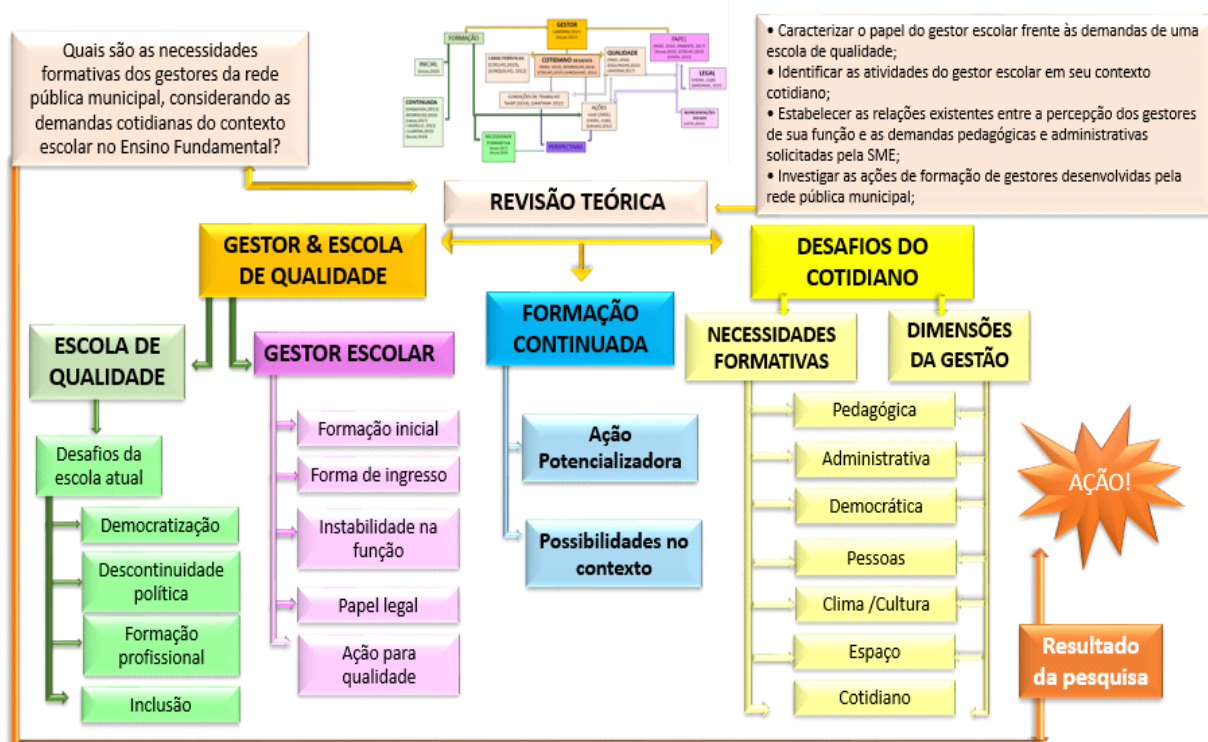 Quais são as necessidades
formativas dos gestores da rede
pública municipal, considerando as
demandas cotidianas do contexto
escolar no Ensino Fundamental?
GESTOR
FORMAÇÃO
PAPEL
QUALIDADE
COTIDIANO
INICIAL
LEGAL
CONTINUADA
CONDIÇÕES DE TRABALHO
AÇÕES
REPRESENTAÇÕES
SOCIAIS
NECESSIDADE
FORMATIVA
PERSPECTIVAS
• Caracterizar o papel do gestor escolar frente às demandas de uma
escola de qualidade;
• Identificar as atividades do gestor escolar em seu contexto
cotidiano;
• Estabelecer as relações existentes entre a percepção dos gestores
de sua função e as demandas pedagógicas e administrativas
solicitadas pela SME;
• Investigar as ações de formação de gestores desenvolvidas pela
rede pública municipal;
REVISÃO TEÓRICA
GESTOR & ESCOLA
DE QUALIDADE
ESCOLA DE
QUALIDADE
Desafios da
escola atual
Democratização
Descontinuidade
política
Formação
profissional
Inclusão
GESTOR ESCOLAR
Formação inicial
Forma de ingresso
Instabilidade na
função
Papel legal
Ação para
qualidade
FORMAÇÃO
CONTINUADA
Ação
Potencializadora
Possibilidades no
contexto
DESAFIOS DO
COTIDIANO
NECESSIDADES
FORMATIVAS
DIMENSÕES
DA GESTÃO
Pedagógica
Administrativa
Democrática
Pessoas
Clima /Cultura
Espaço
Cotidiano
AÇÃO!
Resultado
da pesquisa